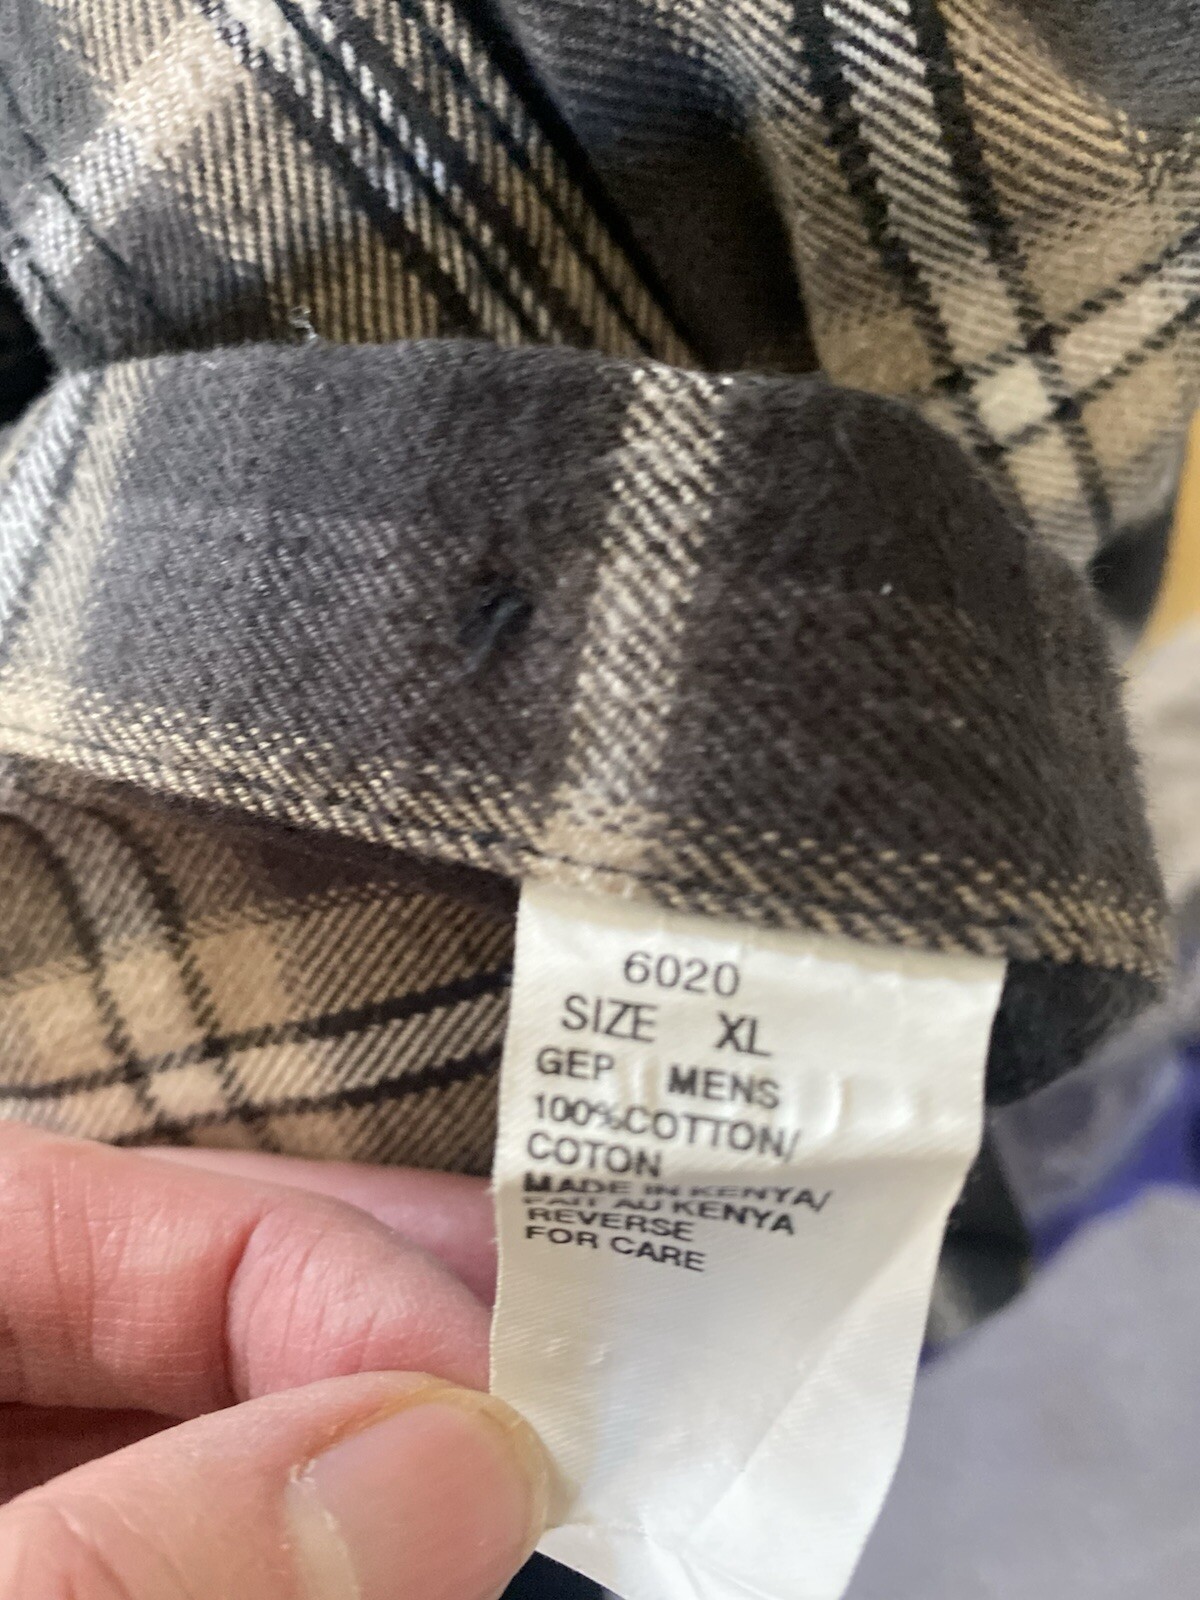 6020
SIZE XL
GEP MENS
100%COTTON/
COTON
MADE IN KENYA/
FAIT AU KENYA
REVERSE
FOR CARE